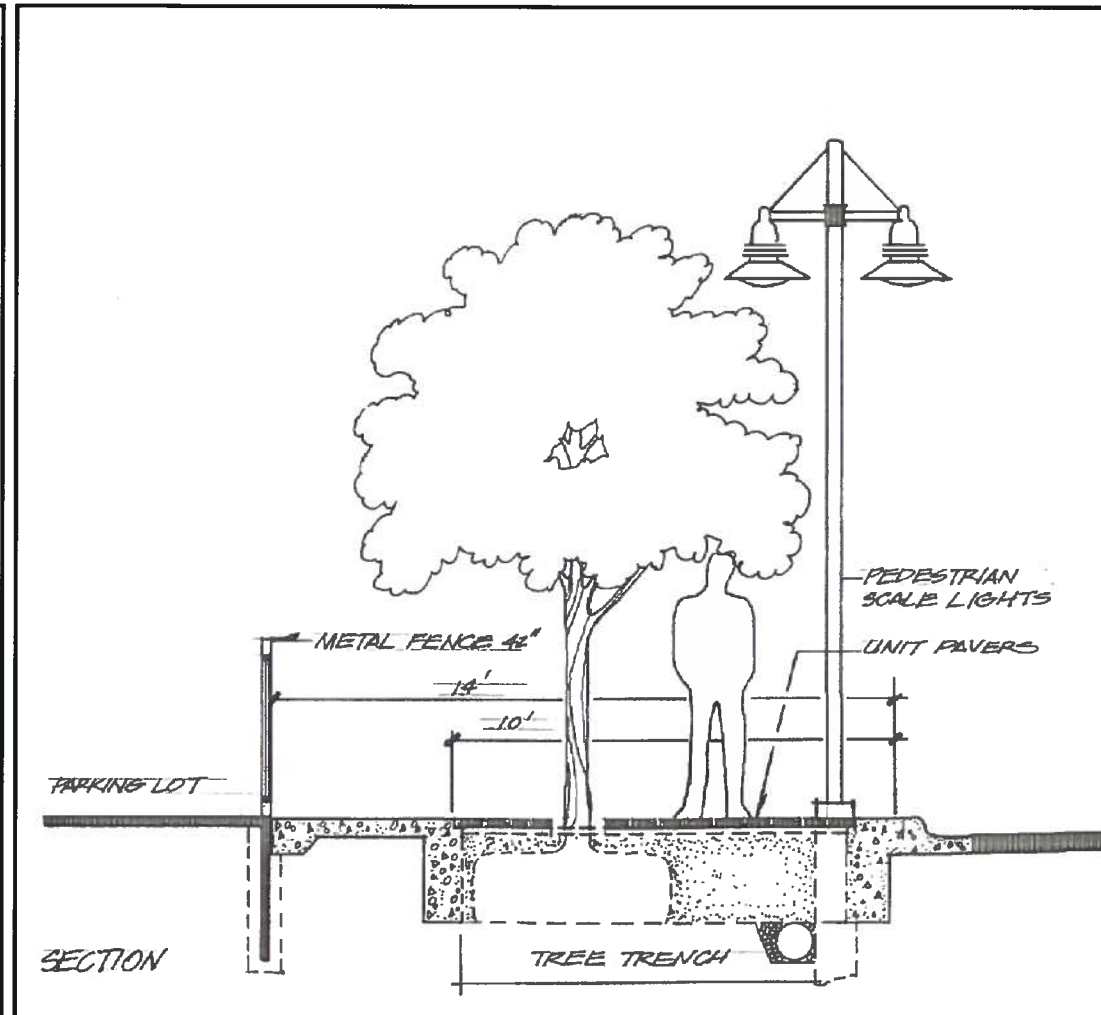 PEDESTRIAN
SCALE LIGHTS
METAL FENCE 42"
UNIT PAVERS
14'
10'
PARKING LOT
TREE TRENCH
SECTION